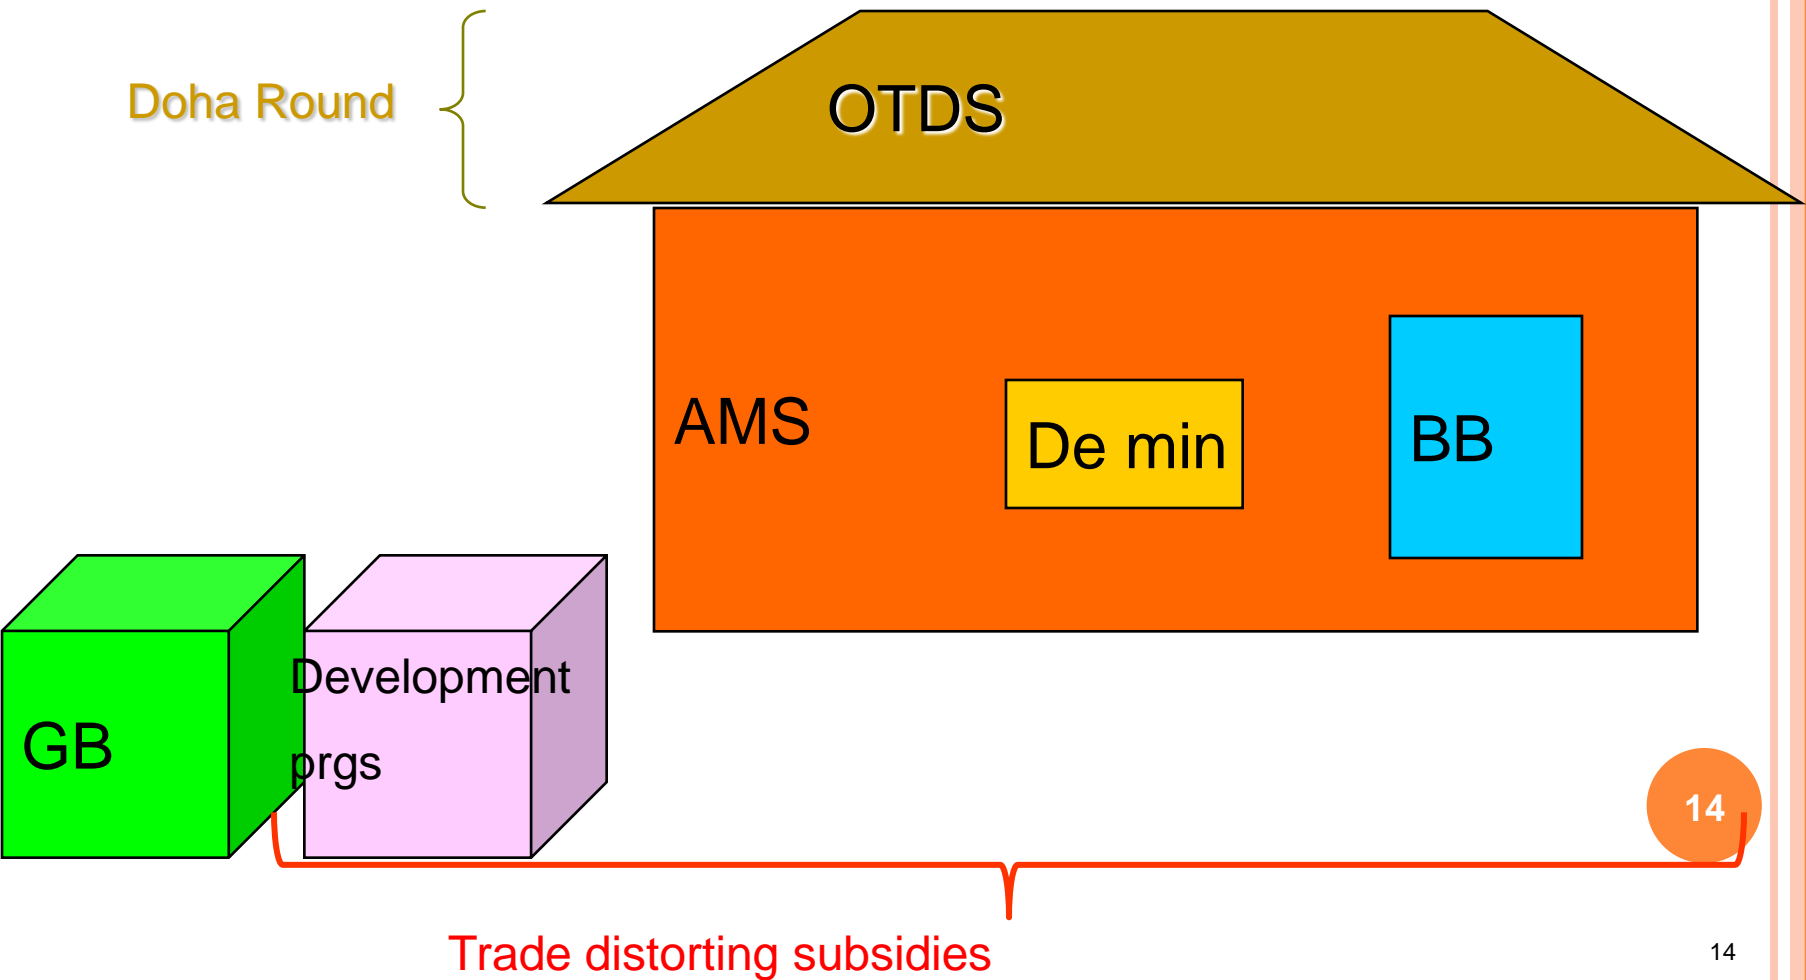 Doha Round
OTDS
AMS
De min
BB
Development
prgs
GB
14
Trade distorting subsidies
14